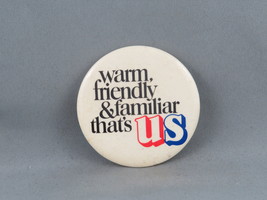 warm,
friendly
&familiar
that's us